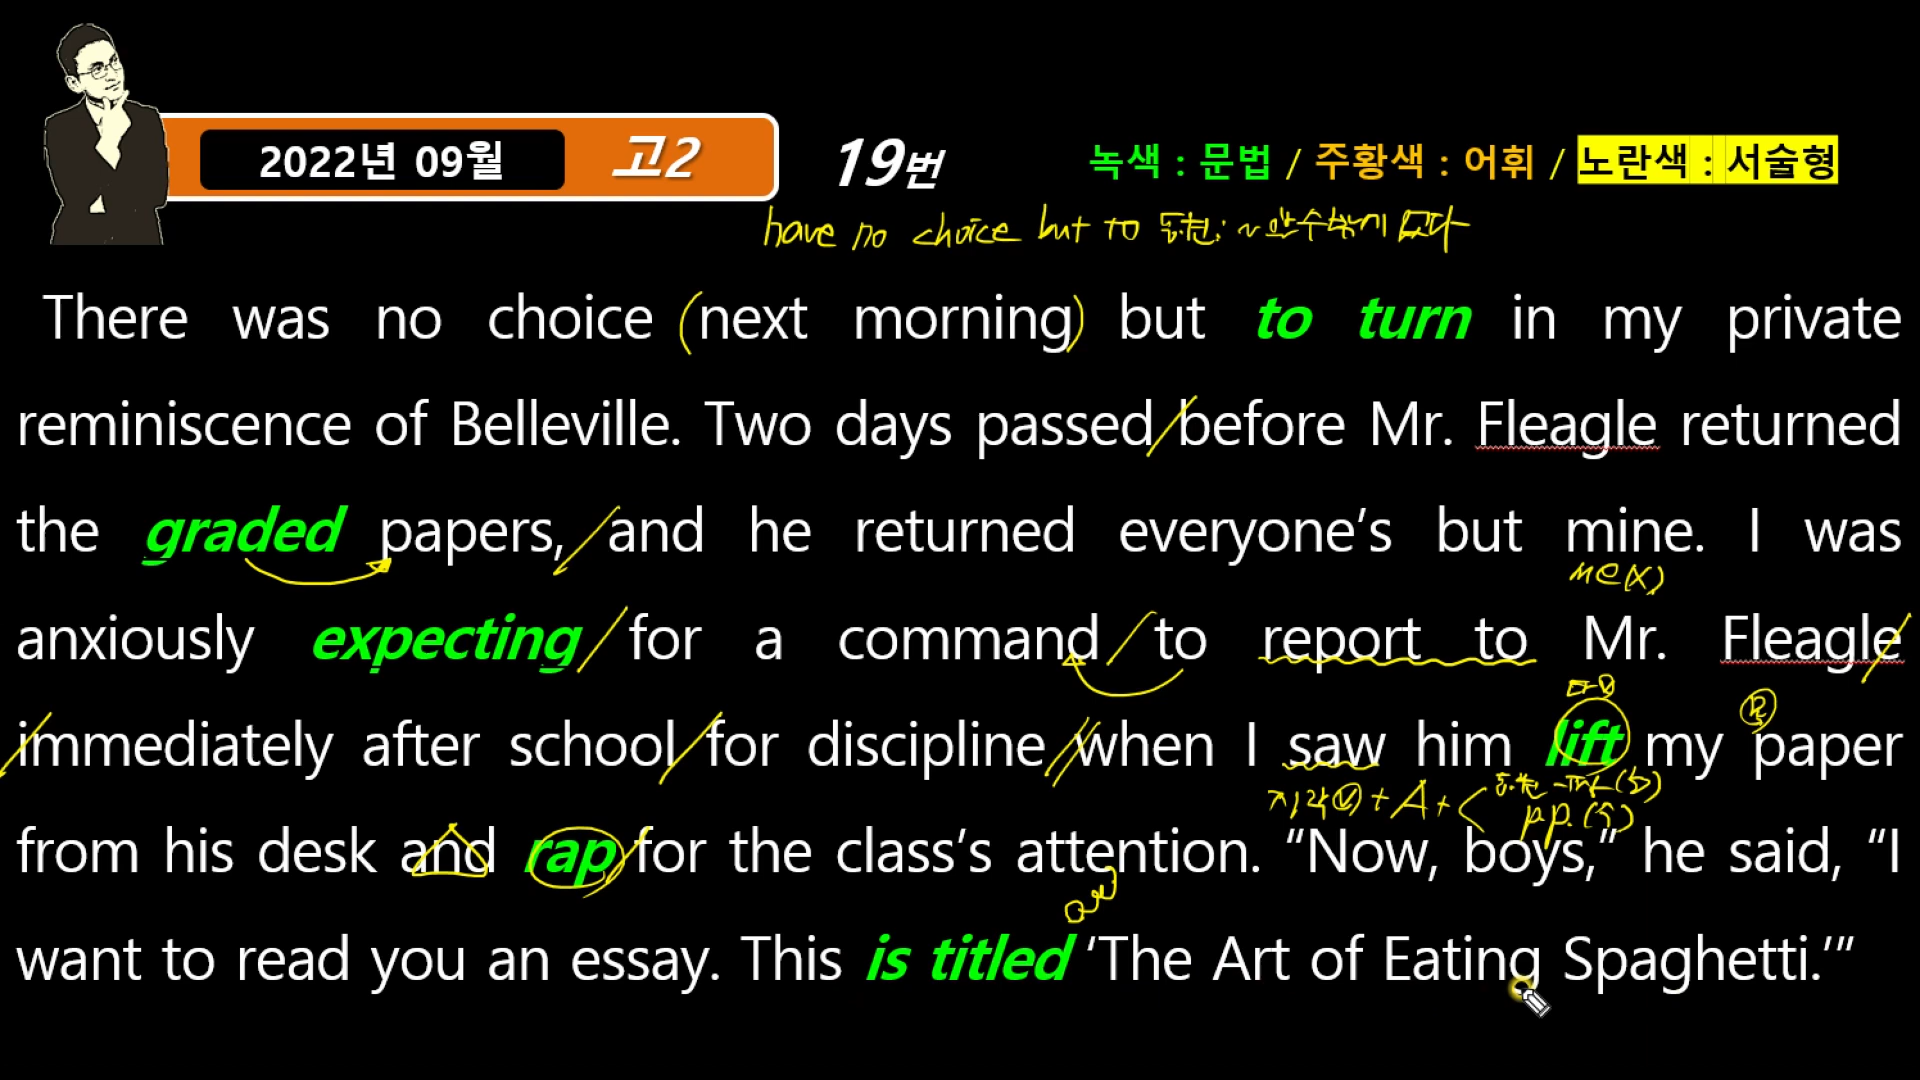 2022년 09월 고2 19번 녹색 : 문법 / 주황색 : 어휘 / 노란색 : 서술형
have no choice but to 동원; ~할 수밖에 없다
There was no choice (next morning) but to turn in my private
reminiscence of Belleville. Two days passed before Mr. Fleagle returned
the graded papers, and he returned everyone’s but mine. I was
me(x)
anxiously expecting for a command to report to Mr. Fleagle
immediately after school for discipline when I saw him lift my paper
지각ⓥ + A + 동원
p.p.
from his desk and rap for the class’s attention. “Now, boys,” he said, “I
want to read you an essay. This is titled ‘The Art of Eating Spaghetti.’”